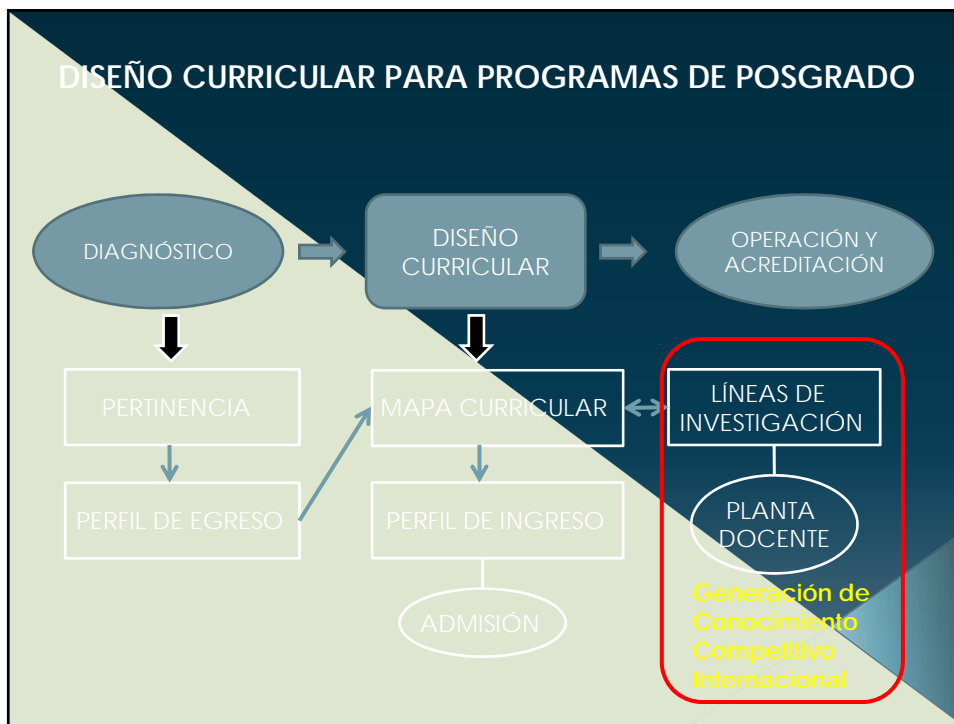 DISEÑO CURRICULAR PARA PROGRAMAS DE POSGRADO
DIAGNÓSTICO
DISEÑO
CURRICULAR
OPERACIÓN Y
ACREDITACIÓN
PERTINENCIA
MAPA CURRICULAR
LÍNEAS DE
INVESTIGACIÓN
PERFIL DE EGRESO
PERFIL DE INGRESO
PLANTA
DOCENTE
ADMISIÓN
Generación de
Conocimiento
Competitivo
Internacional